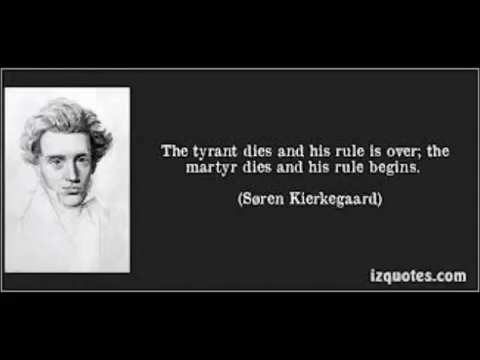 The tyrant dies and his rule is over; the
martyr dies and his rule begins.
(Søren Kierkegaard)
izquotes.com